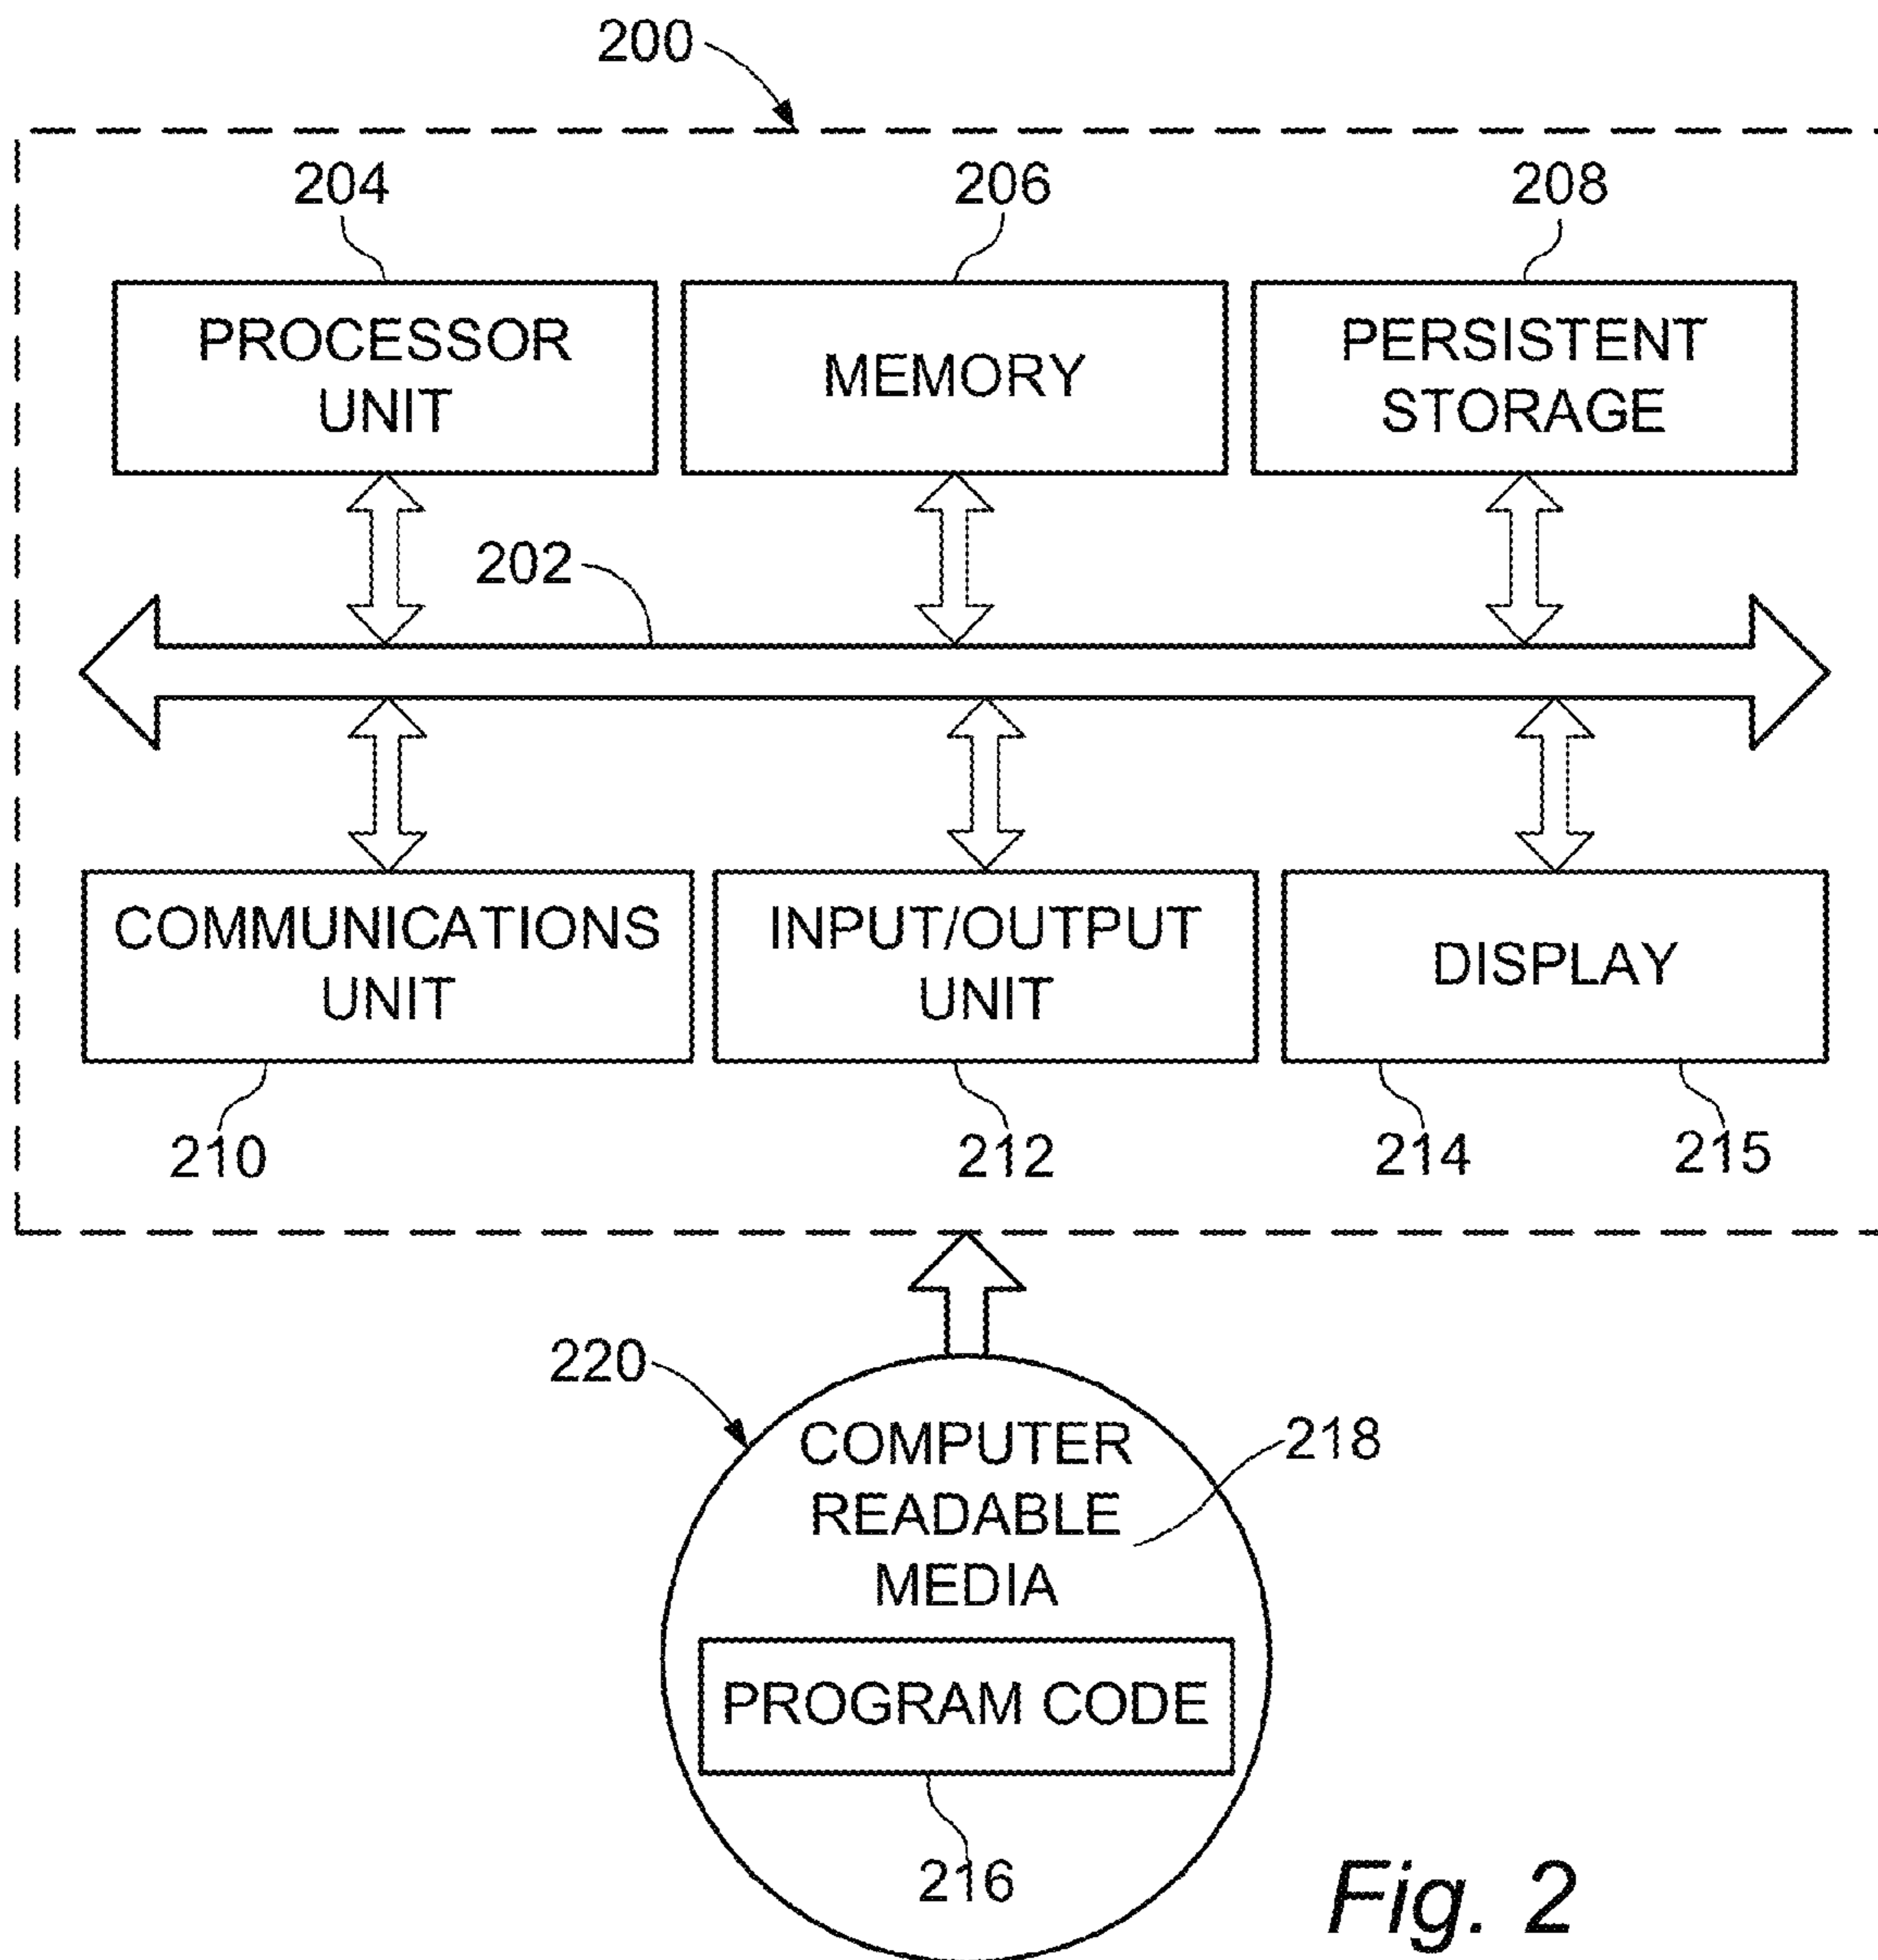 200
204
206
208
PROCESSOR
UNIT
MEMORY
PERSISTENT
STORAGE
202
COMMUNICATIONS
UNIT
INPUT/OUTPUT
UNIT
DISPLAY
210
212
214
215
220
COMPUTER
READABLE
MEDIA
218
PROGRAM CODE
216
Fig. 2